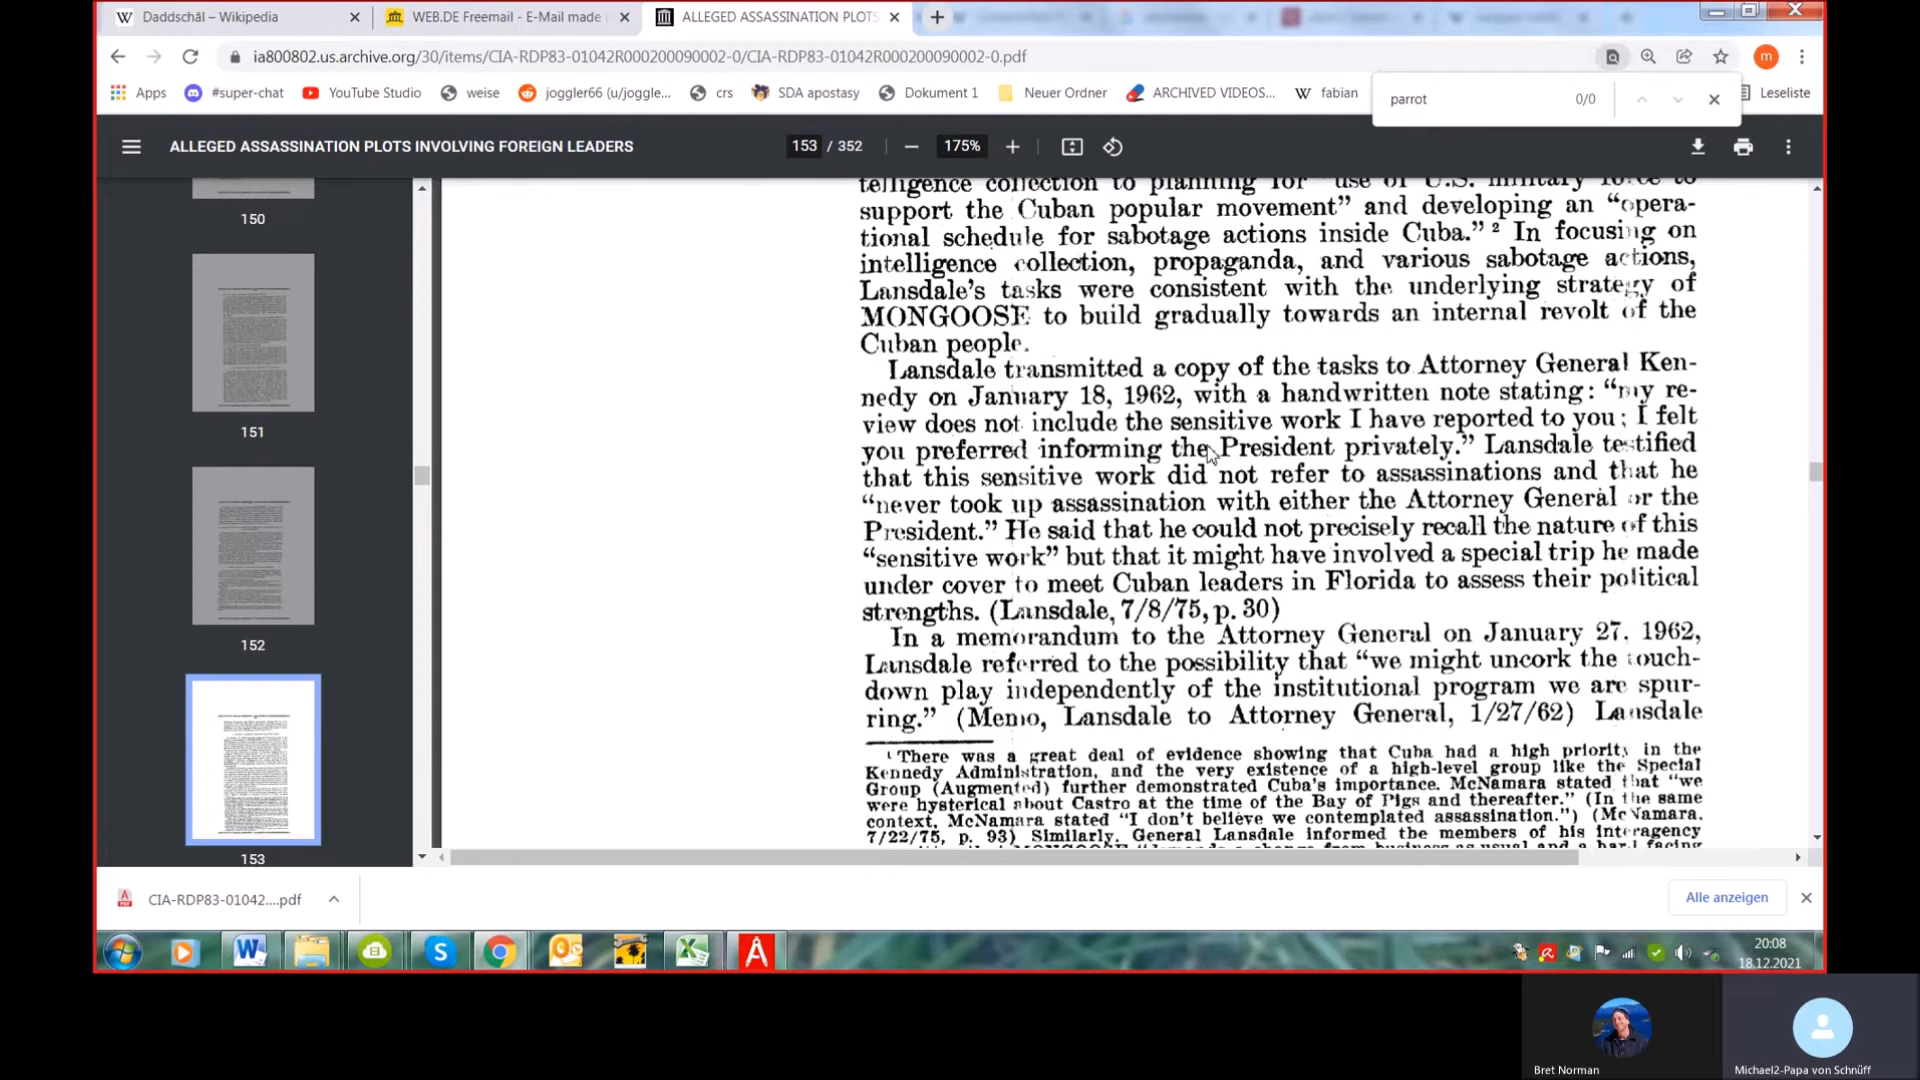 Daddschāl – Wikipedia
WEB.DE Freemail - E-Mail made
ALLEGED ASSASSINATION PLOTS
ia800802.us.archive.org/30/items/CIA-RDP83-01042R000200090002-0/CIA-RDP83-01042R000200090002-0.pdf
m
Apps
#super-chat
YouTube Studio
weise
joggler66 (u/joggle...
crs
SDA apostasy
Dokument 1
Neuer Ordner
ARCHIVED VIDEOS...
fabian
Leseliste
parrot
0/0
ALLEGED ASSASSINATION PLOTS INVOLVING FOREIGN LEADERS
153 / 352
175%
150
151
152
153
telligence collection to planning for "use of U.S. military force to
support the Cuban popular movement" and developing an "opera-
tional schedule for sabotage actions inside Cuba." 2 In focusing on
intelligence collection, propaganda, and various sabotage actions,
Lansdale's tasks were consistent with the underlying strategy of
MONGOOSE to build gradually towards an internal revolt of the
Cuban people.
Lansdale transmitted a copy of the tasks to Attorney General Ken-
nedy on January 18, 1962, with a handwritten note stating: "my re-
view does not include the sensitive work I have reported to you; I felt
you preferred informing the President privately." Lansdale testified
that this sensitive work did not refer to assassinations and that he
"never took up assassination with either the Attorney General or the
President." He said that he could not precisely recall the nature of this
"sensitive work" but that it might have involved a special trip he made
under cover to meet Cuban leaders in Florida to assess their political
strengths. (Lansdale, 7/8/75, p. 30)
In a memorandum to the Attorney General on January 27, 1962,
Lansdale referred to the possibility that "we might uncork the touch-
down play independently of the institutional program we are spur-
ring." (Memo, Lansdale to Attorney General, 1/27/62) Lansdale
1 There was a great deal of evidence showing that Cuba had a high priority in the
Kennedy Administration, and the very existence of a high-level group like the Special
Group (Augmented) further demonstrated Cuba's importance. McNamara stated that "we
were hysterical about Castro at the time of the Bay of Pigs and thereafter." (In the same
context, McNamara stated "I don't believe we contemplated assassination.") (McNamara,
7/22/75, p. 93) Similarly, General Lansdale informed the members of his interagency
CIA-RDP83-01042....pdf
Alle anzeigen
20:08
18.12.2021
Bret Norman
Michael2-Papa von Schnüff